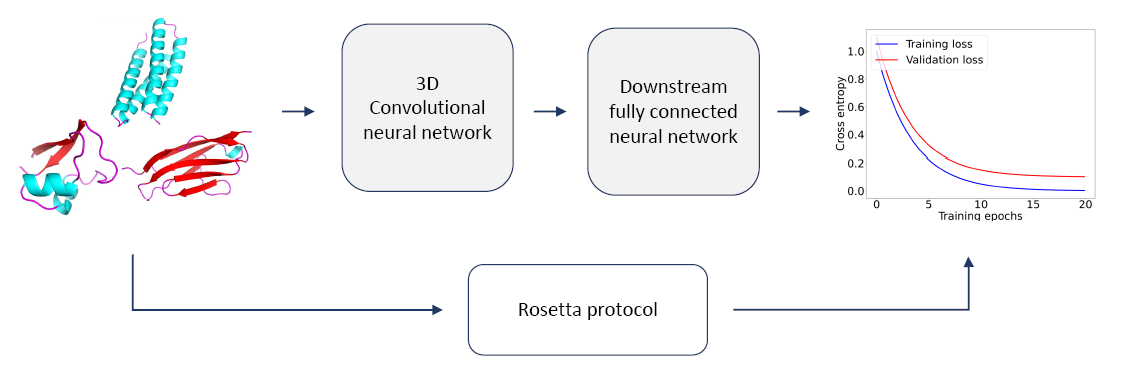 3D
Convolutional
neural network
Downstream
fully connected
neural network
Training loss
Validation loss
Cross entropy
1.0
0.8
0.6
0.4
0.2
0.0
0 5 10 15 20
Training epochs
Rosetta protocol